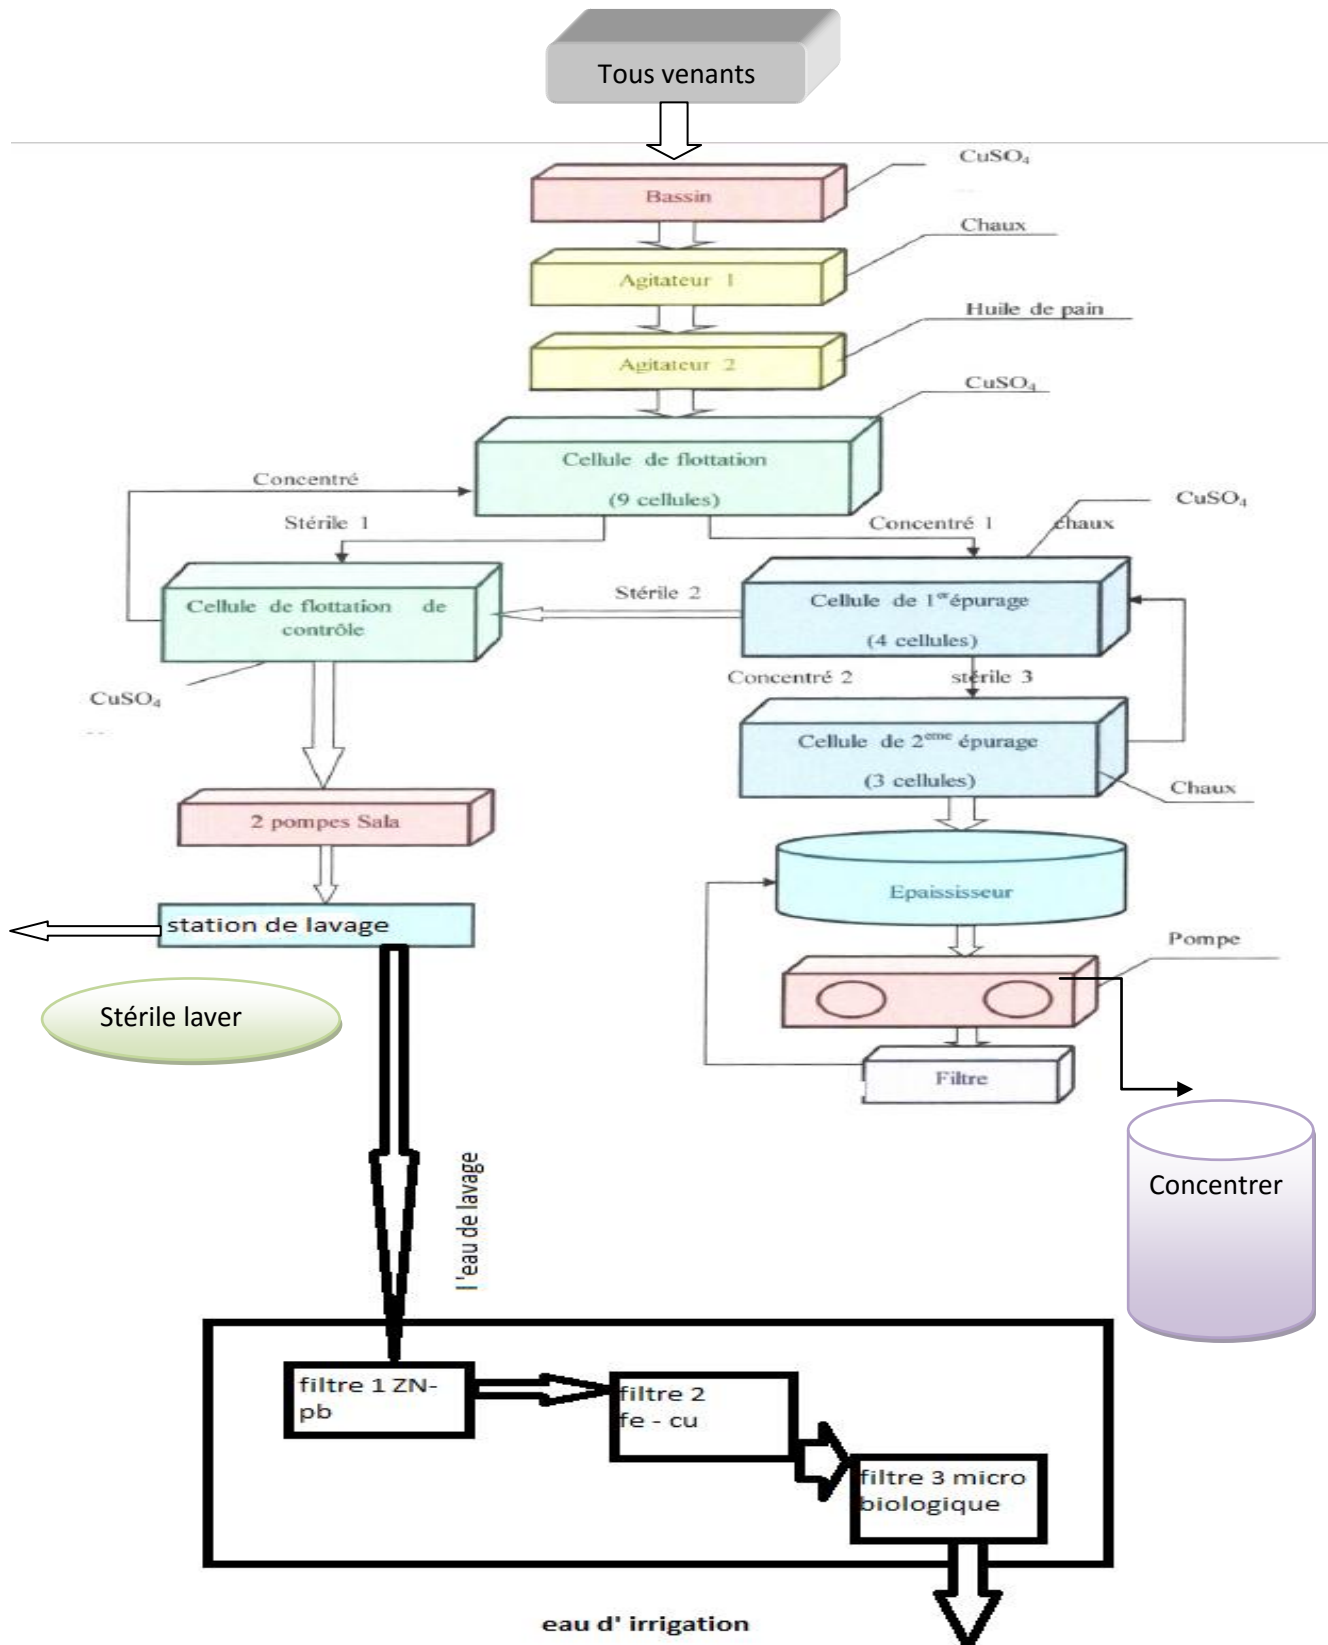 Tous venants
CuSO₄
Bassin
Chaux
Agitateur 1
Huile de pain
Agitateur 2
CuSO₄
Cellule de flottation
(9 cellules)
Concentré
Stérile 1
Concentré 1
chaux
CuSO₄
Cellule de flottation de
contrôle
Stérile 2
Cellule de 1erépurage
(4 cellules)
Concentré 2
stérile 3
CuSO₄
Cellule de 2eme épurage
(3 cellules)
Chaux
2 pompes Sala
Epaississeur
station de lavage
Pompe
Stérile laver
Filtre
Concentrer
l 'eau de lavage
filtre 1 ZN-
pb
filtre 2
fe - cu
filtre 3 micro
biologique
eau d' irrigation